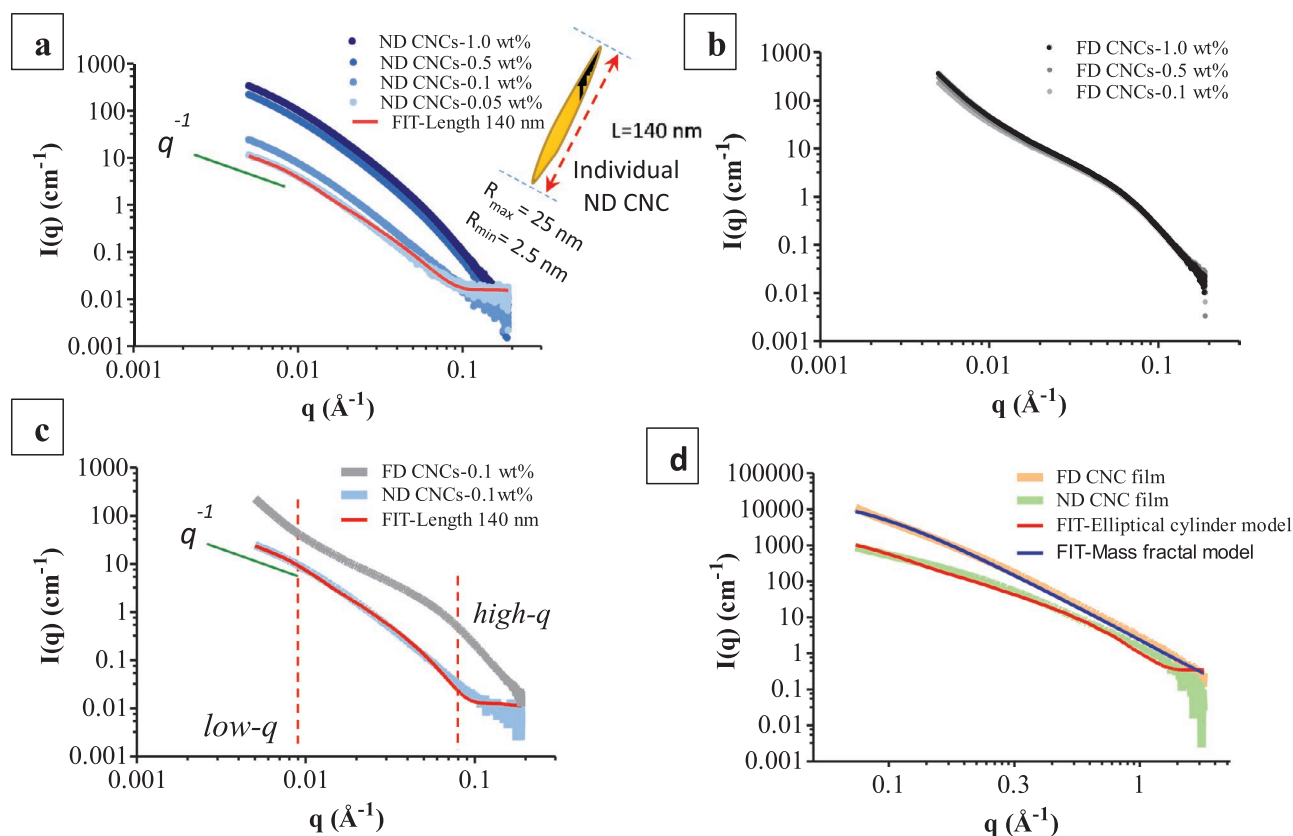 a
ND CNCs-1.0 wt%
ND CNCs-0.5 wt%
ND CNCs-0.1 wt%
ND CNCs-0.05 wt%
FIT-Length 140 nm
1000
100
10
1
0.1
0.01
0.001
I(q) (cm⁻¹)
q⁻¹
L=140 nm
Individual
ND CNC
Rmax = 25 nm
Rmin= 2.5 nm
0.001
0.01
0.1
q (Å⁻¹)
b
FD CNCs-1.0 wt%
FD CNCs-0.5 wt%
FD CNCs-0.1 wt%
1000
100
10
1
0.1
0.01
0.001
I(q) (cm⁻¹)
0.001
0.01
0.1
q (Å⁻¹)
c
FD CNCs-0.1 wt%
ND CNCs-0.1wt%
FIT-Length 140 nm
1000
100
10
1
0.1
0.01
0.001
I(q) (cm⁻¹)
q⁻¹
high-q
low-q
0.001
0.01
0.1
q (Å⁻¹)
d
FD CNC film
ND CNC film
FIT-Elliptical cylinder model
FIT-Mass fractal model
100000
10000
1000
100
10
1
0.1
0.01
0.001
I(q) (cm⁻¹)
0.1
0.3
1
q (Å⁻¹)